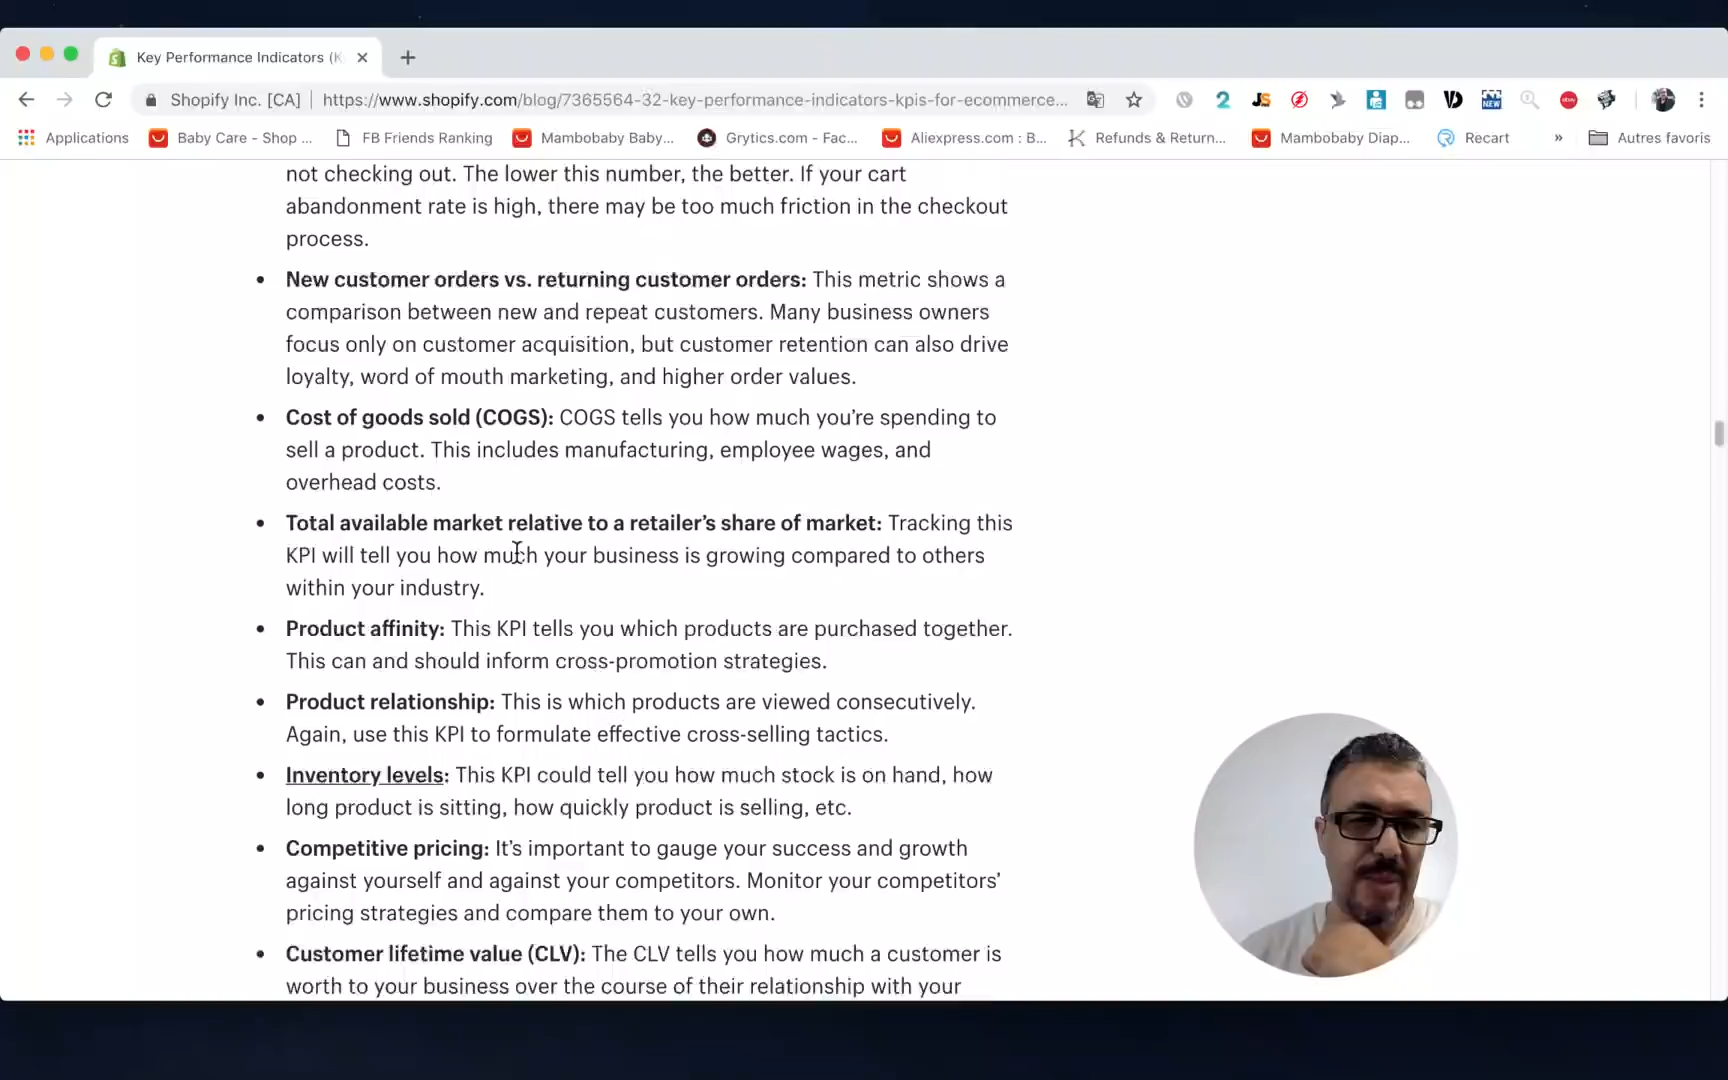 Key Performance Indicators (K
Shopify Inc. [CA]
https://www.shopify.com/blog/7365564-32-key-performance-indicators-kpis-for-ecommerce...
Applications
Baby Care - Shop ...
FB Friends Ranking
Mambobaby Baby...
Grytics.com - Fac...
Aliexpress.com : B...
Refunds & Return...
Mambobaby Diap...
Recart
»
Autres favoris
not checking out. The lower this number, the better. If your cart
abandonment rate is high, there may be too much friction in the checkout
process.
• New customer orders vs. returning customer orders: This metric shows a
comparison between new and repeat customers. Many business owners
focus only on customer acquisition, but customer retention can also drive
loyalty, word of mouth marketing, and higher order values.
• Cost of goods sold (COGS): COGS tells you how much you’re spending to
sell a product. This includes manufacturing, employee wages, and
overhead costs.
• Total available market relative to a retailer’s share of market: Tracking this
KPI will tell you how much your business is growing compared to others
within your industry.
• Product affinity: This KPI tells you which products are purchased together.
This can and should inform cross-promotion strategies.
• Product relationship: This is which products are viewed consecutively.
Again, use this KPI to formulate effective cross-selling tactics.
• Inventory levels: This KPI could tell you how much stock is on hand, how
long product is sitting, how quickly product is selling, etc.
• Competitive pricing: It’s important to gauge your success and growth
against yourself and against your competitors. Monitor your competitors’
pricing strategies and compare them to your own.
• Customer lifetime value (CLV): The CLV tells you how much a customer is
worth to your business over the course of their relationship with your